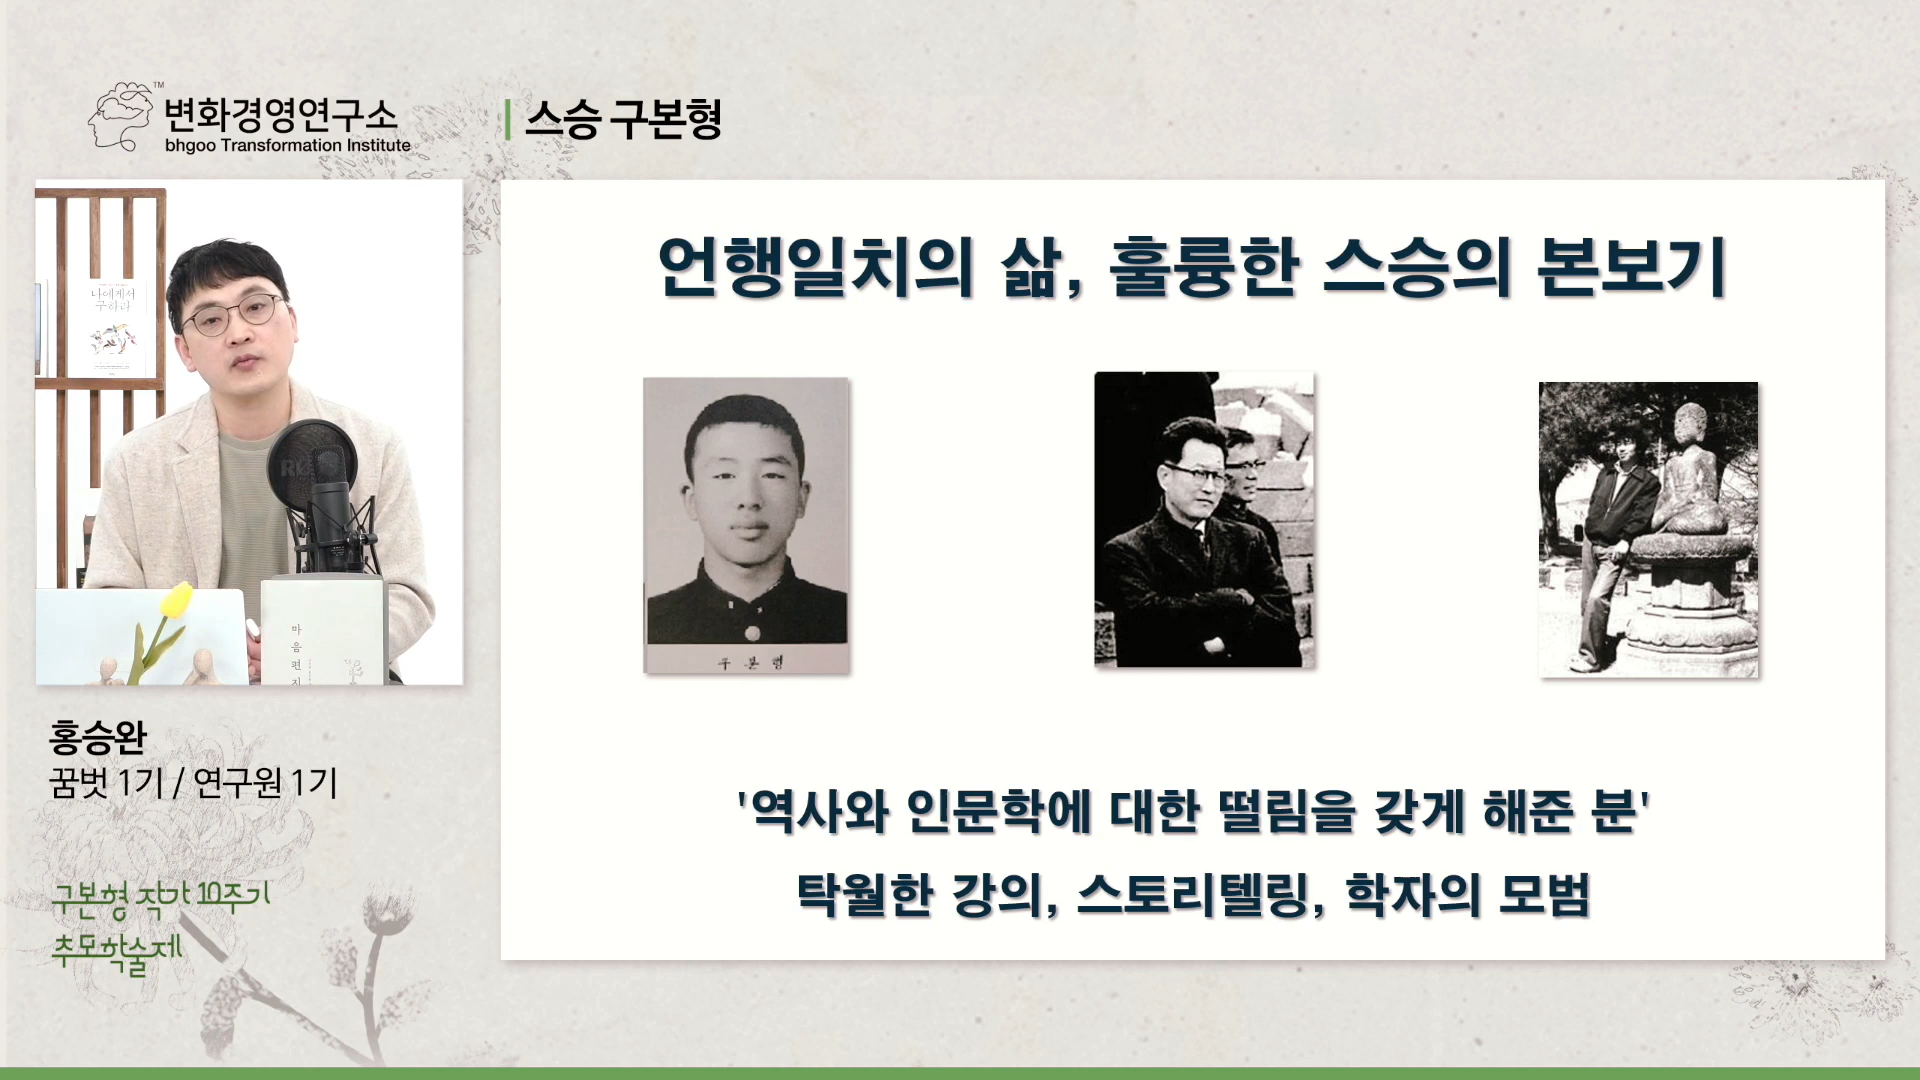 TM
변화경영연구소
bhgoo Transformation Institute
스승 구본형
나에게서
구하라
마음편지
홍승완
꿈벗 1기 / 연구원 1기
구본형 작가 10주기
추모학술제
언행일치의 삶, 훌륭한 스승의 본보기
구본형
'역사와 인문학에 대한 떨림을 갖게 해준 분'
탁월한 강의, 스토리텔링, 학자의 모범